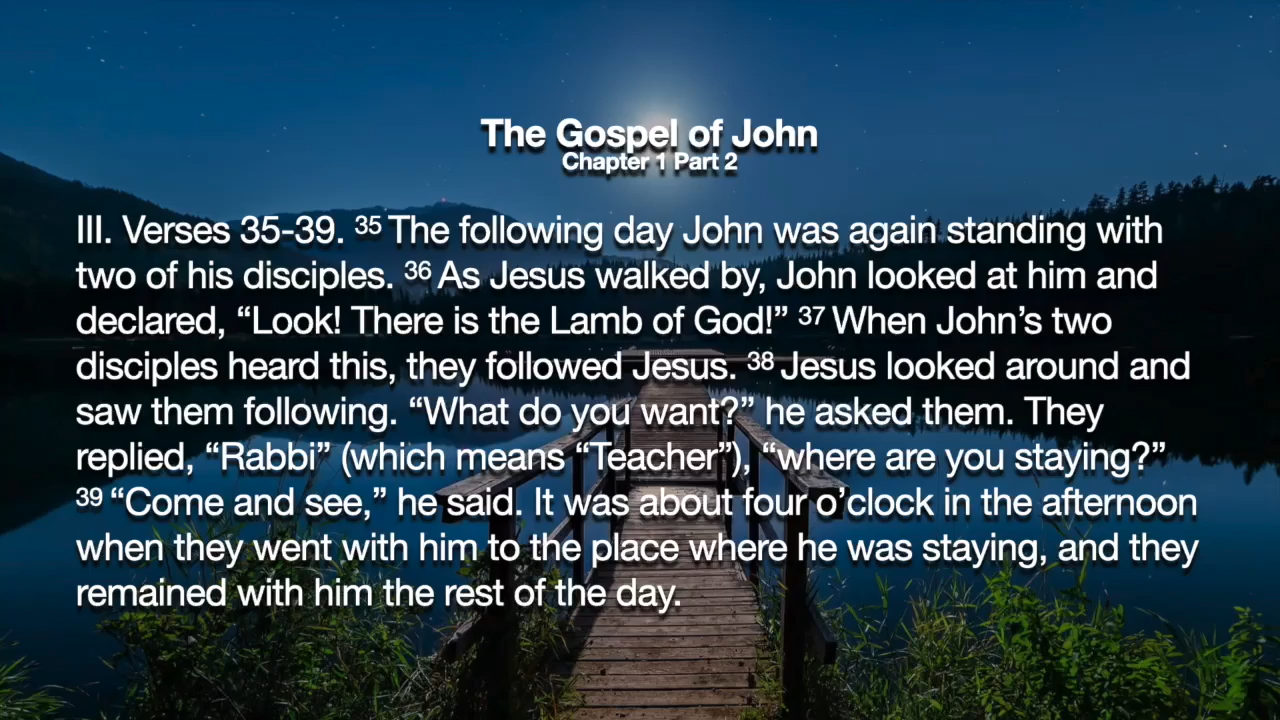 The Gospel of John
Chapter 1 Part 2
III. Verses 35-39. 35 The following day John was again standing with
two of his disciples. 36 As Jesus walked by, John looked at him and
declared, “Look! There is the Lamb of God!” 37 When John’s two
disciples heard this, they followed Jesus. 38 Jesus looked around and
saw them following. “What do you want?” he asked them. They
replied, “Rabbi” (which means “Teacher”), “where are you staying?”
39 “Come and see,” he said. It was about four o’clock in the afternoon
when they went with him to the place where he was staying, and they
remained with him the rest of the day.